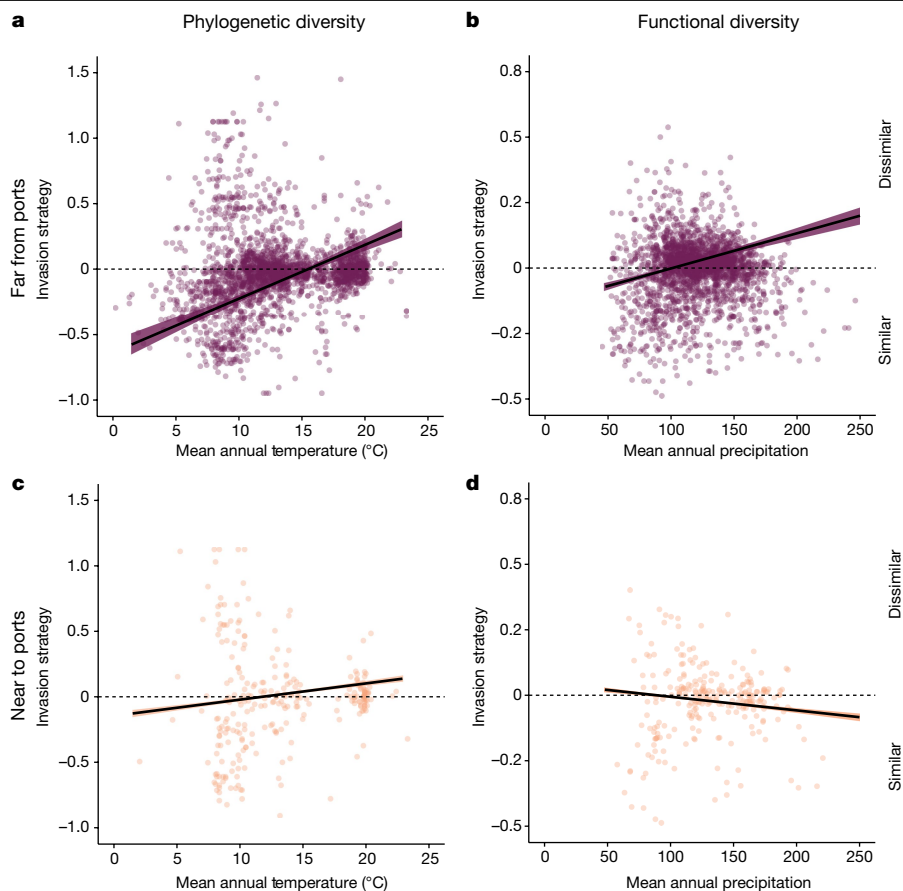 a
Phylogenetic diversity
b
Functional diversity
Far from ports
Invasion strategy
1.5
1.0
0.5
0
−0.5
−1.0
0 5 10 15 20 25
Mean annual temperature (°C)
Invasion strategy
0.8
0.5
0.2
0
−0.2
−0.5
0 50 100 150 200 250
Mean annual precipitation
Dissimilar
Similar
c
Near to ports
Invasion strategy
1.5
1.0
0.5
0
−0.5
−1.0
0 5 10 15 20 25
Mean annual temperature (°C)
d
Invasion strategy
0.8
0.5
0.2
0
−0.2
−0.5
0 50 100 150 200 250
Mean annual precipitation
Dissimilar
Similar